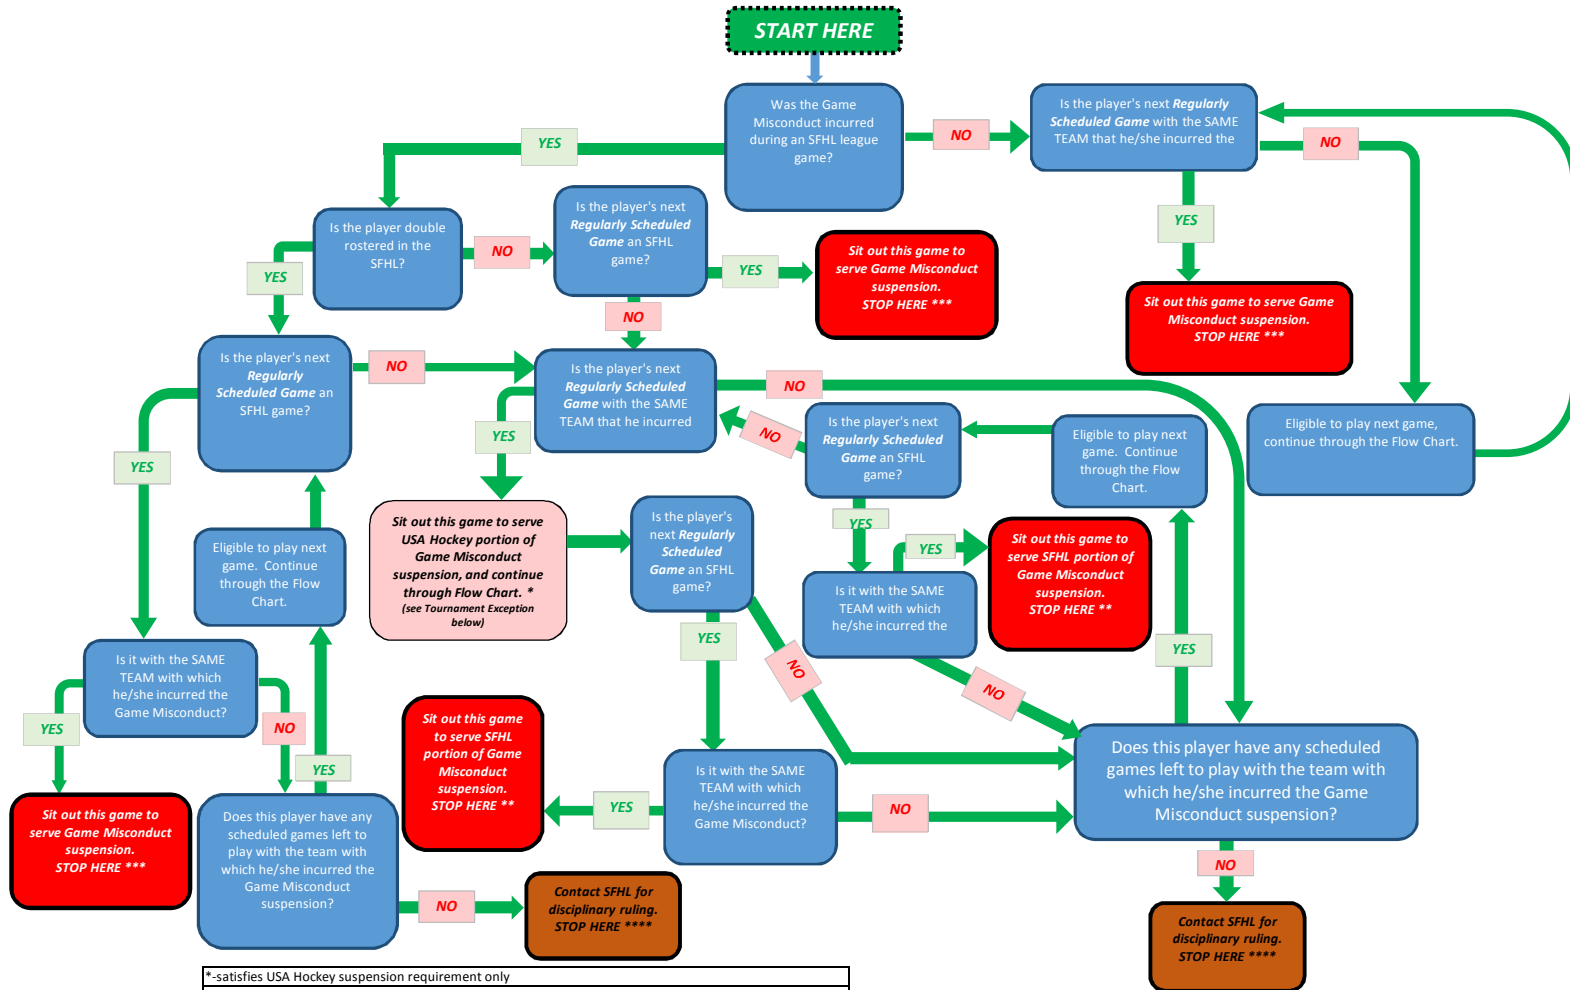 START HERE
Was the Game
Misconduct incurred
during an SFHL league
game?
Is the player's next Regularly
Scheduled Game with the SAME
TEAM that he/she incurred the
YES
NO
NO
YES
Is the player double
rostered in the
SFHL?
NO
Is the player's next
Regularly Scheduled
Game an SFHL
game?
YES
Sit out this game to
serve Game Misconduct
suspension.
STOP HERE ***
YES
Sit out this game to serve Game
Misconduct suspension.
STOP HERE ***
NO
Is the player's next
Regularly
Scheduled Game an
SFHL game?
NO
Is the player's next
Regularly Scheduled
Game with the SAME
TEAM that he incurred
NO
Eligible to play next game,
continue through the Flow Chart.
YES
YES
NO
Is the player's next
Regularly Scheduled
Game an SFHL
game?
Eligible to play next
game. Continue
through the Flow
Chart.
Sit out this game to serve
USA Hockey portion of
Game Misconduct
suspension, and continue
through Flow Chart. *
(see Tournament Exception
below)
Is the player's
next Regularly
Scheduled
Game an SFHL
game?
YES
YES
Sit out this game to
serve SFHL portion of
Game Misconduct
suspension.
STOP HERE **
Eligible to play next
game. Continue
through the Flow
Chart.
Is it with the SAME
TEAM with which
he/she incurred the
YES
NO
NO
YES
Is it with the SAME
TEAM with which
he/she incurred the
Game Misconduct?
YES
NO
YES
Sit out this game
to serve SFHL
portion of Game
Misconduct
suspension.
STOP HERE **
YES
Is it with the SAME
TEAM with which
he/she incurred the
Game Misconduct?
NO
Does this player have any scheduled
games left to play with the team with
which he/she incurred the Game
Misconduct suspension?
Sit out this game to
serve Game Misconduct
suspension.
STOP HERE ***
Does this player have any
scheduled games left to
play with the team with
which he/she incurred the
Game Misconduct
suspension?
NO
Contact SFHL for
disciplinary ruling.
STOP HERE ****
NO
Contact SFHL for
disciplinary ruling.
STOP HERE ****
*-satisfies USA Hockey suspension requirement only